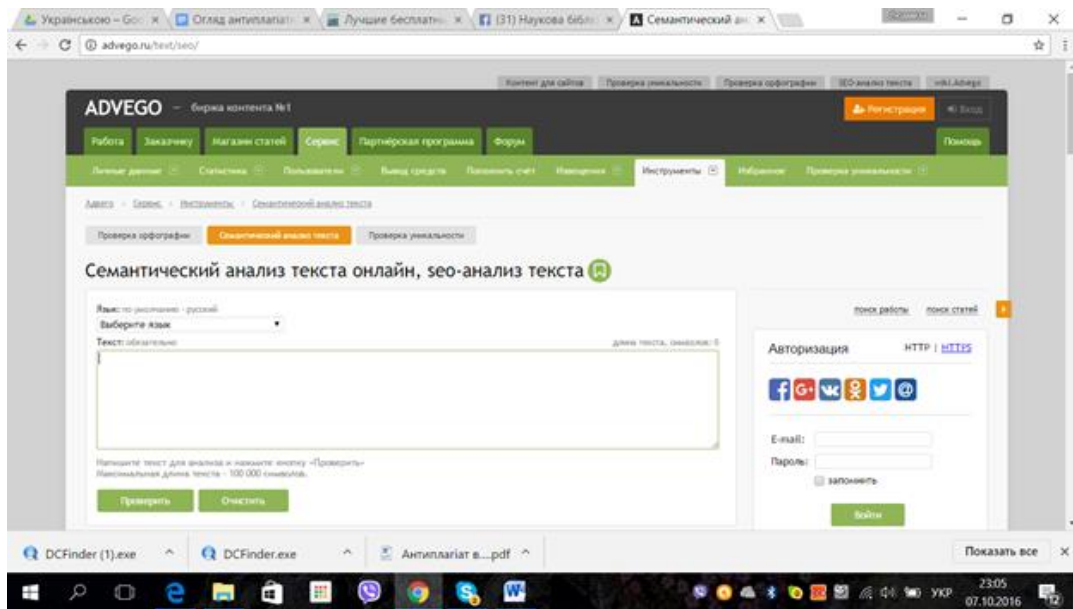 Українською – Goo
Огляд антиплагіат
Лучшие бесплатны
(31) Наукова бібл
Семантический ан
advego.ru/text/seo/
Контент для сайтов Проверка уникальности Проверка орфографии SEO-анализ текста wiki.Advego
ADVEGO – биржа контента №1
Регистрация Вход
Работа Заказчику Магазин статей Сервис Партнёрская программа Форум Помощь
Личные данные Статистика Пользователи Вывод средств Пополнить счёт Извещения Инструменты Избранное Проверка уникальности
Адвего Сервис Инструменты Семантический анализ текста
Проверка орфографии Семантический анализ текста Проверка уникальности
Семантический анализ текста онлайн, seo-анализ текста
Язык: по умолчанию - русский
Выберите язык
Текст: обязательно длина текста, символов: 0
Напишите текст для анализа и нажмите кнопку «Проверить»
Максимальная длина текста - 100 000 символов.
Проверить Очистить
поиск работы поиск статей
Авторизация HTTP | HTTPS
E-mail:
Пароль:
запомнить
Войти
DCFinder (1).exe DCFinder.exe Антиплагіат в....pdf Показать все
УКР 23:05
07.10.2016
12